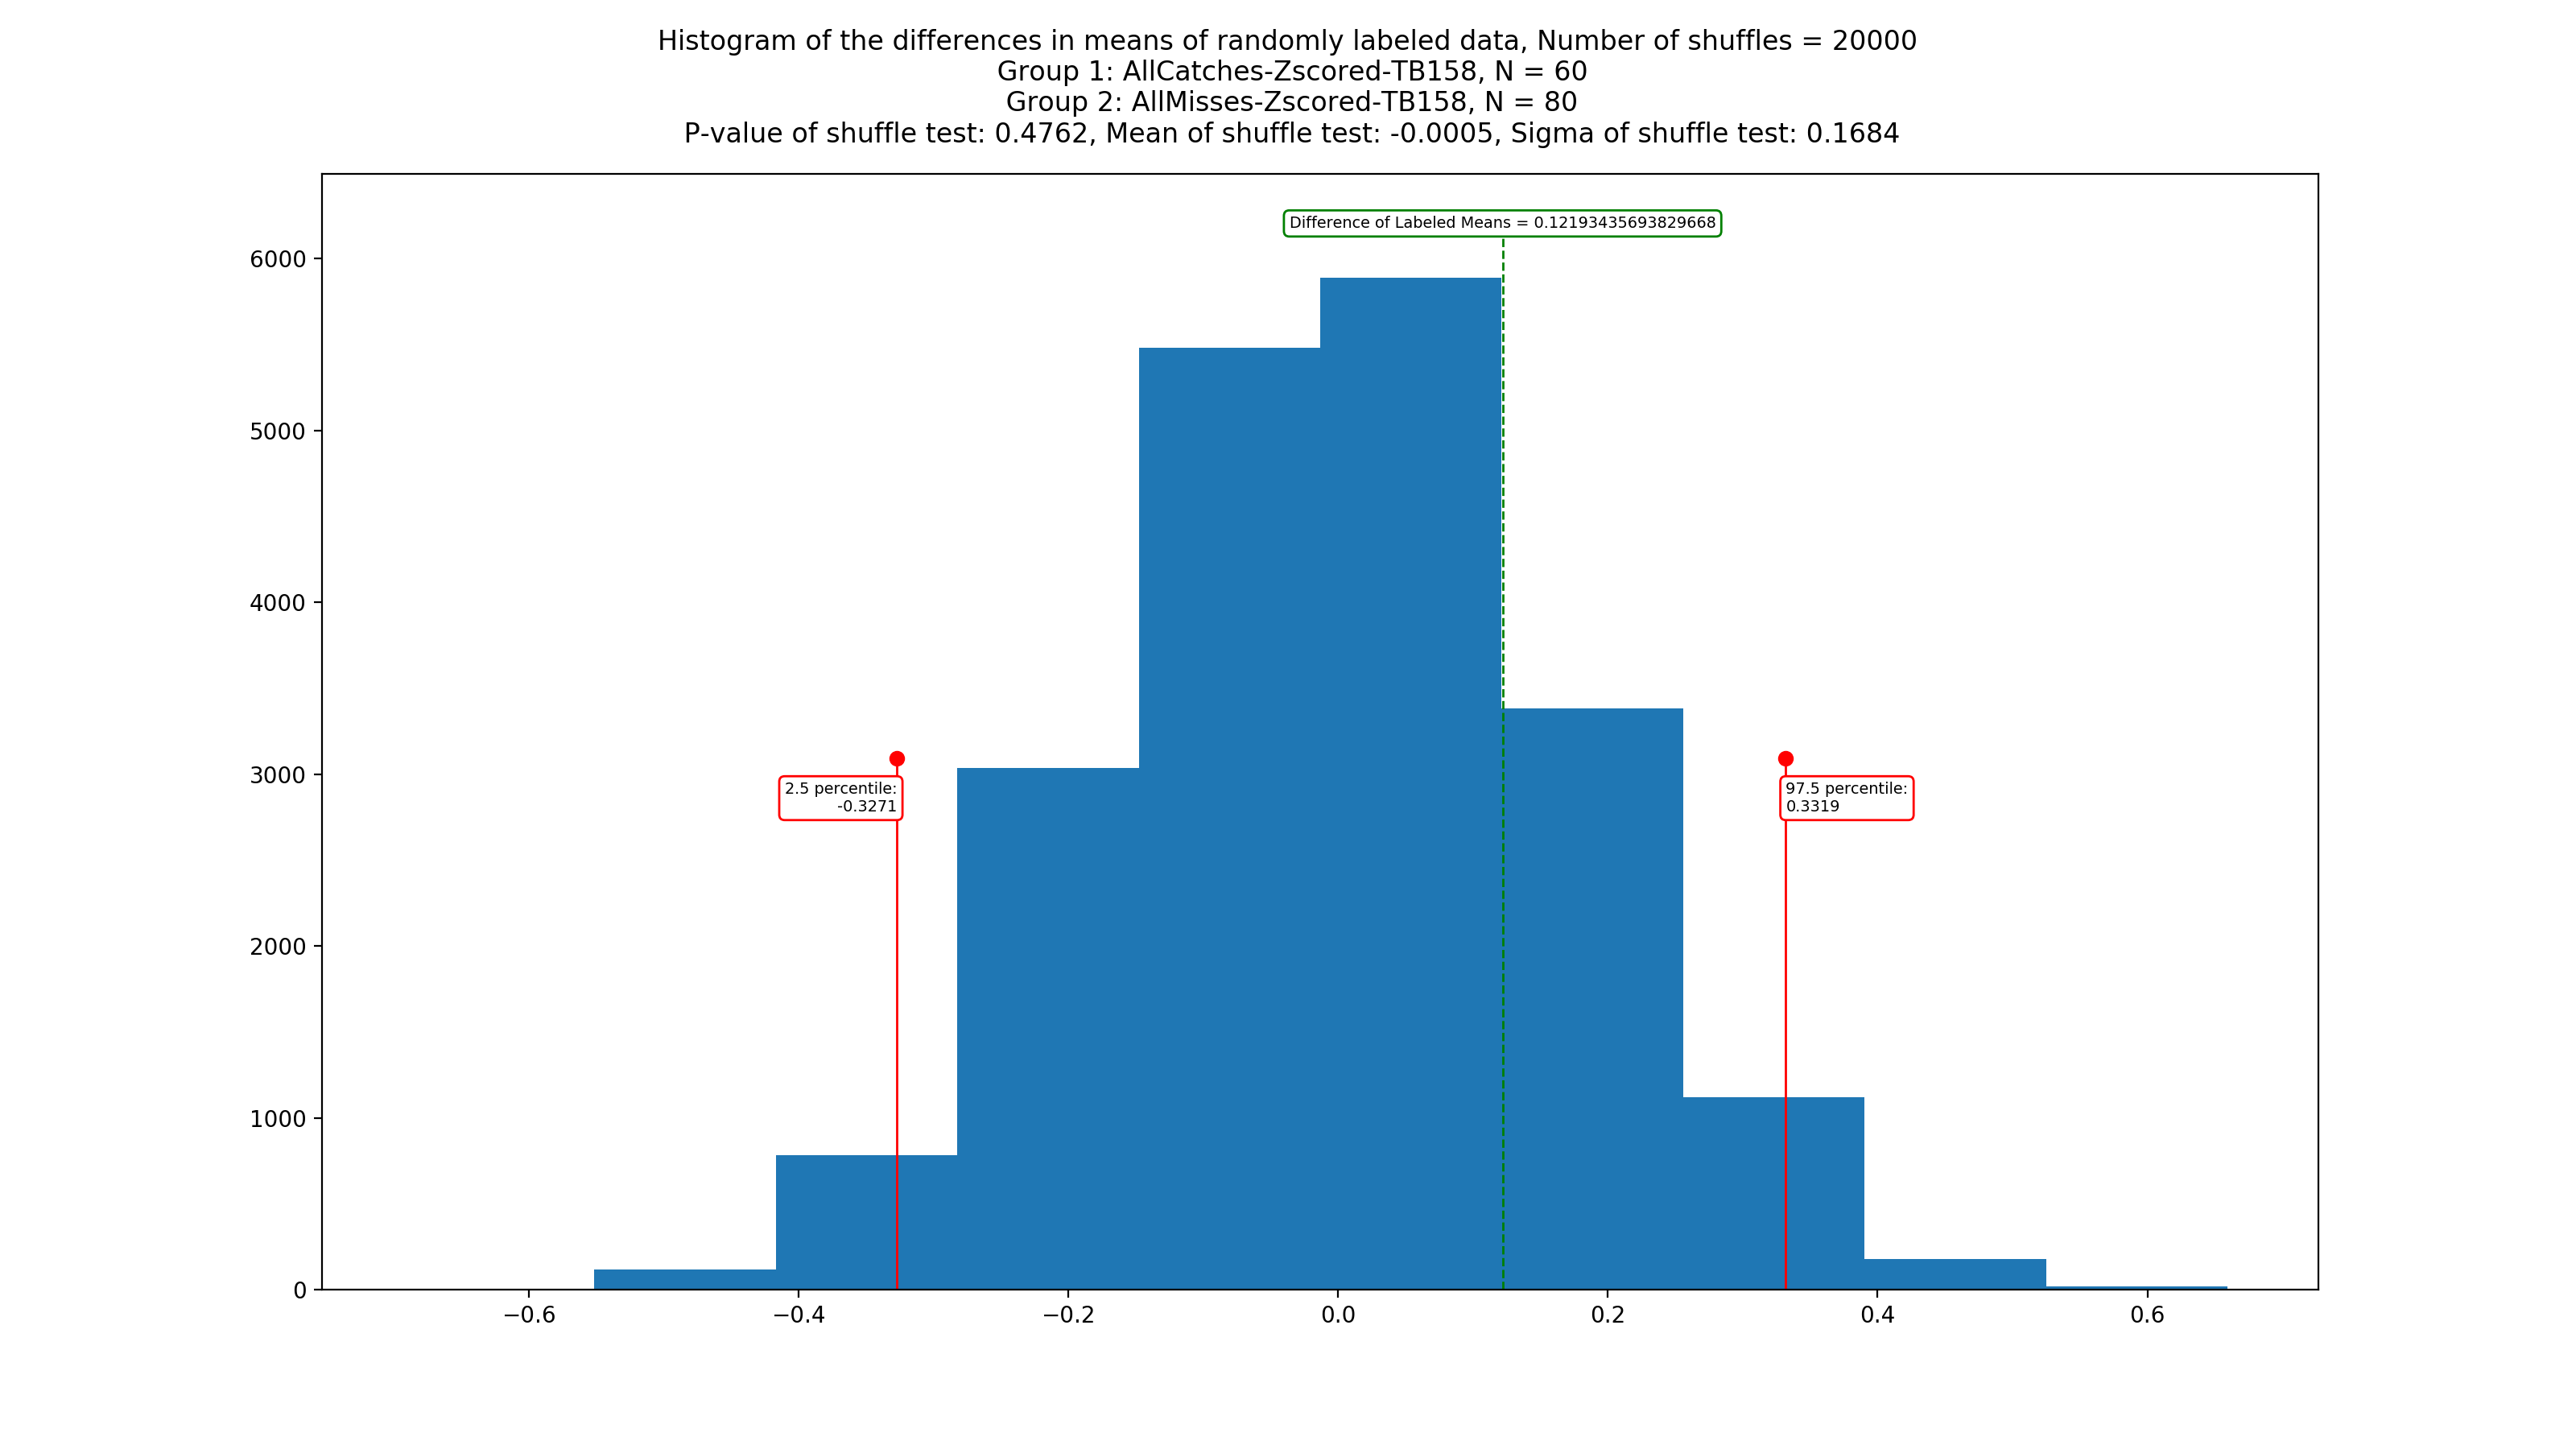 Histogram of the differences in means of randomly labeled data, Number of shuffles = 20000
Group 1: AllCatches-Zscored-TB158, N = 60
Group 2: AllMisses-Zscored-TB158, N = 80
P-value of shuffle test: 0.4762, Mean of shuffle test: -0.0005, Sigma of shuffle test: 0.1684
Difference of Labeled Means = 0.12193435693829668
6000
5000
4000
3000
2.5 percentile:
-0.3271
97.5 percentile:
0.3319
2000
1000
0
−0.6
−0.4
−0.2
0.0
0.2
0.4
0.6